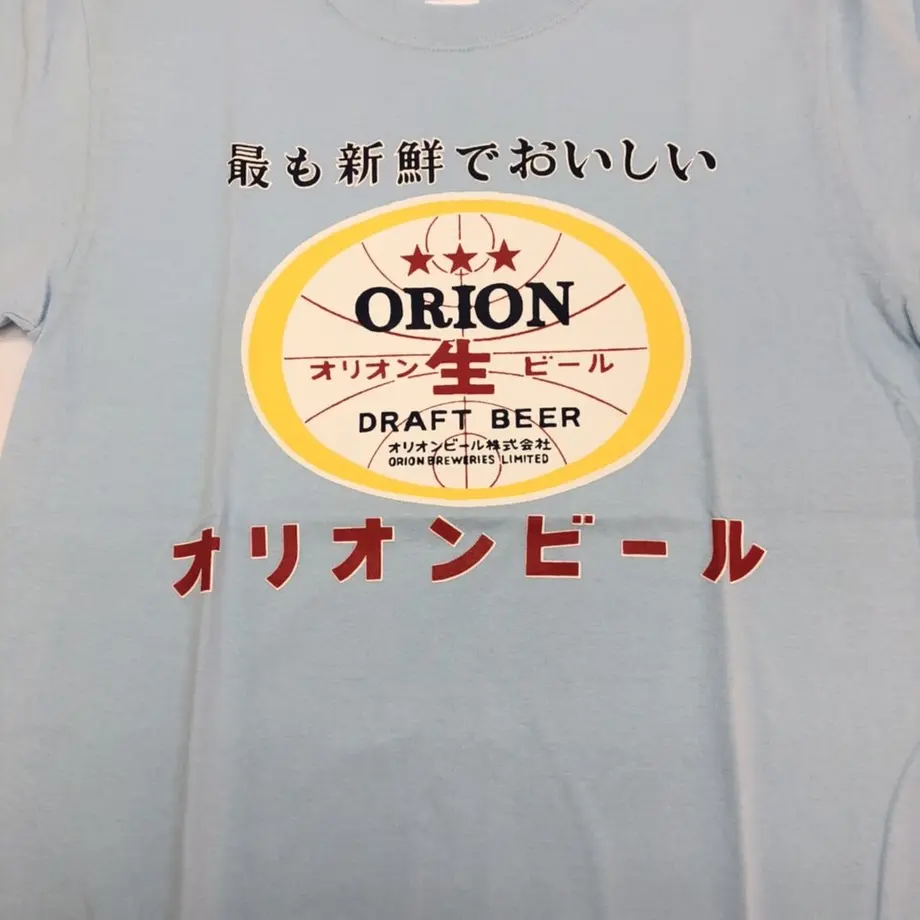 最も新鮮でおいしい
ORION
オリオン生ビール
DRAFT BEER
オリオンビール株式会社
ORION BREWERIES LIMITED
オリオンビール